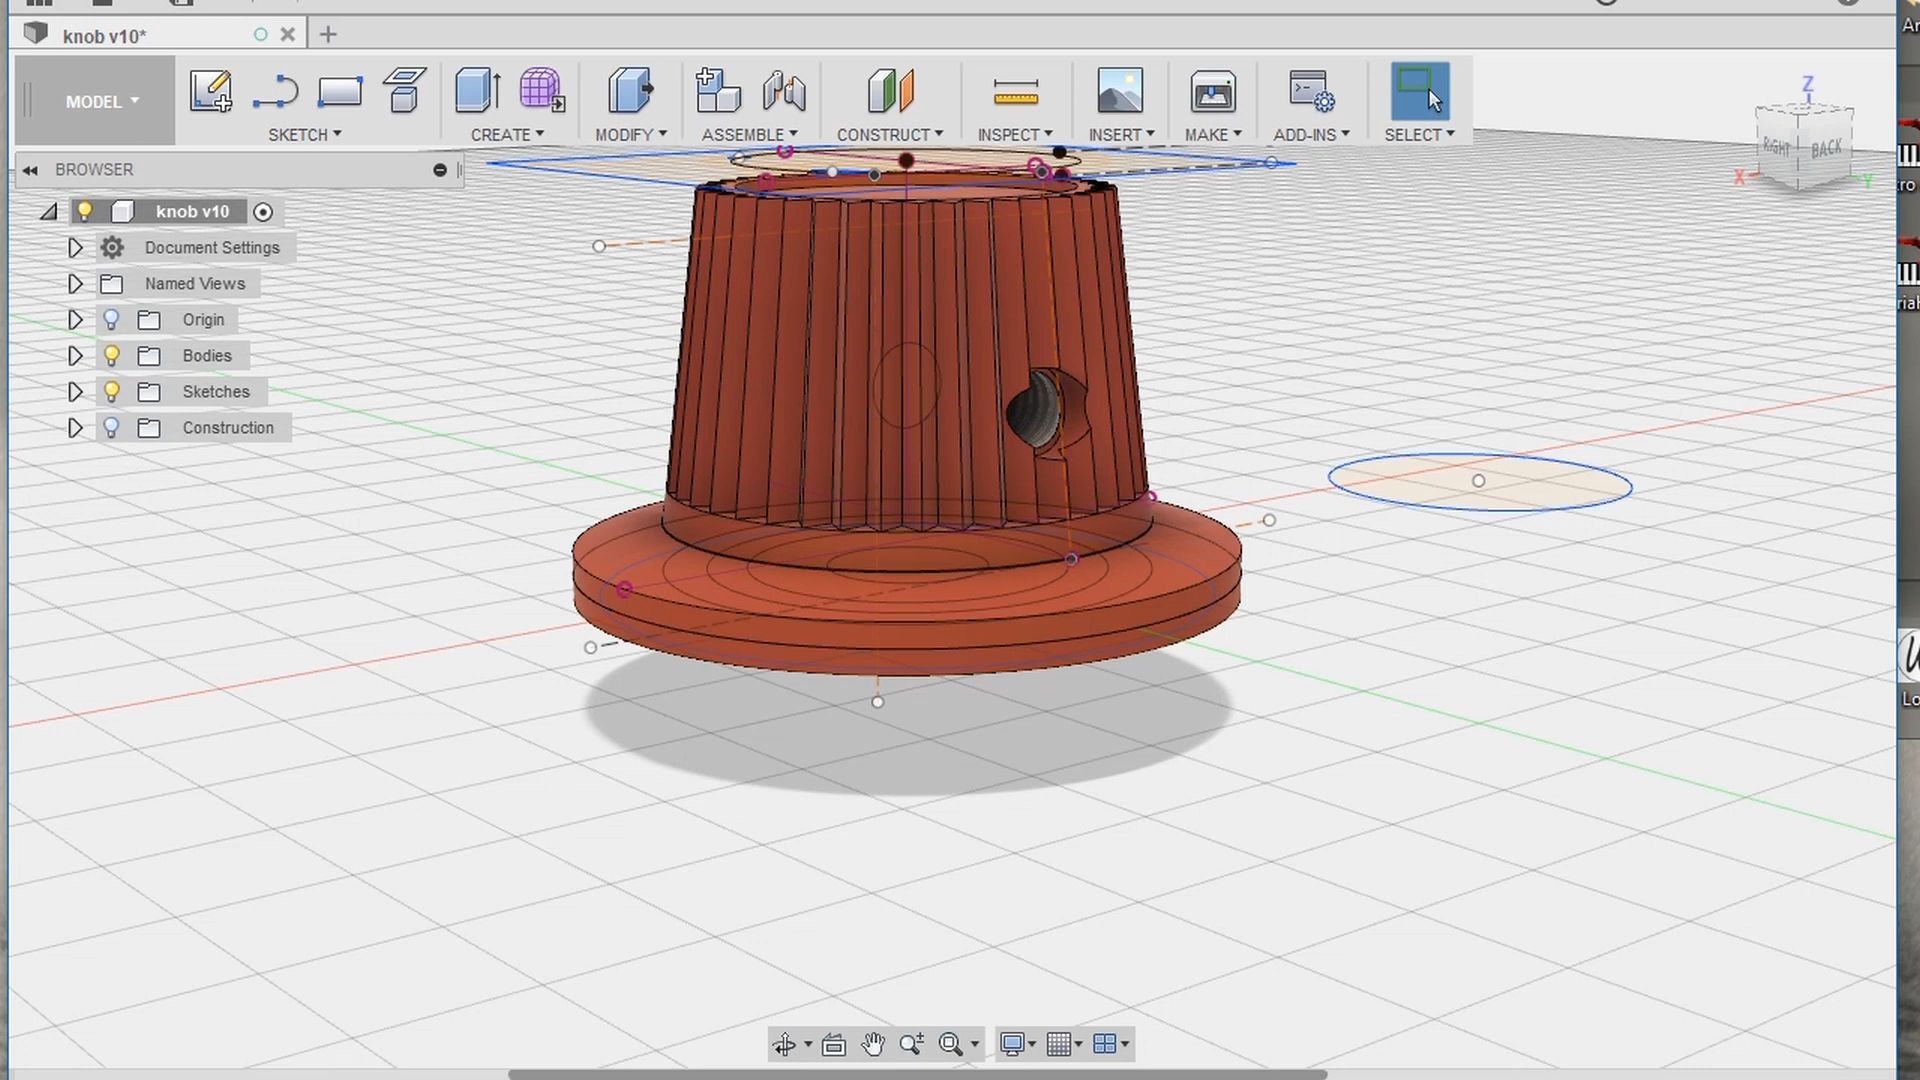 knob v10*
MODEL
SKETCH
CREATE
MODIFY
ASSEMBLE
CONSTRUCT
INSPECT
INSERT
MAKE
ADD-INS
SELECT
BROWSER
knob v10
Document Settings
Named Views
Origin
Bodies
Sketches
Construction
Z
RIGHT
BACK
X
Y